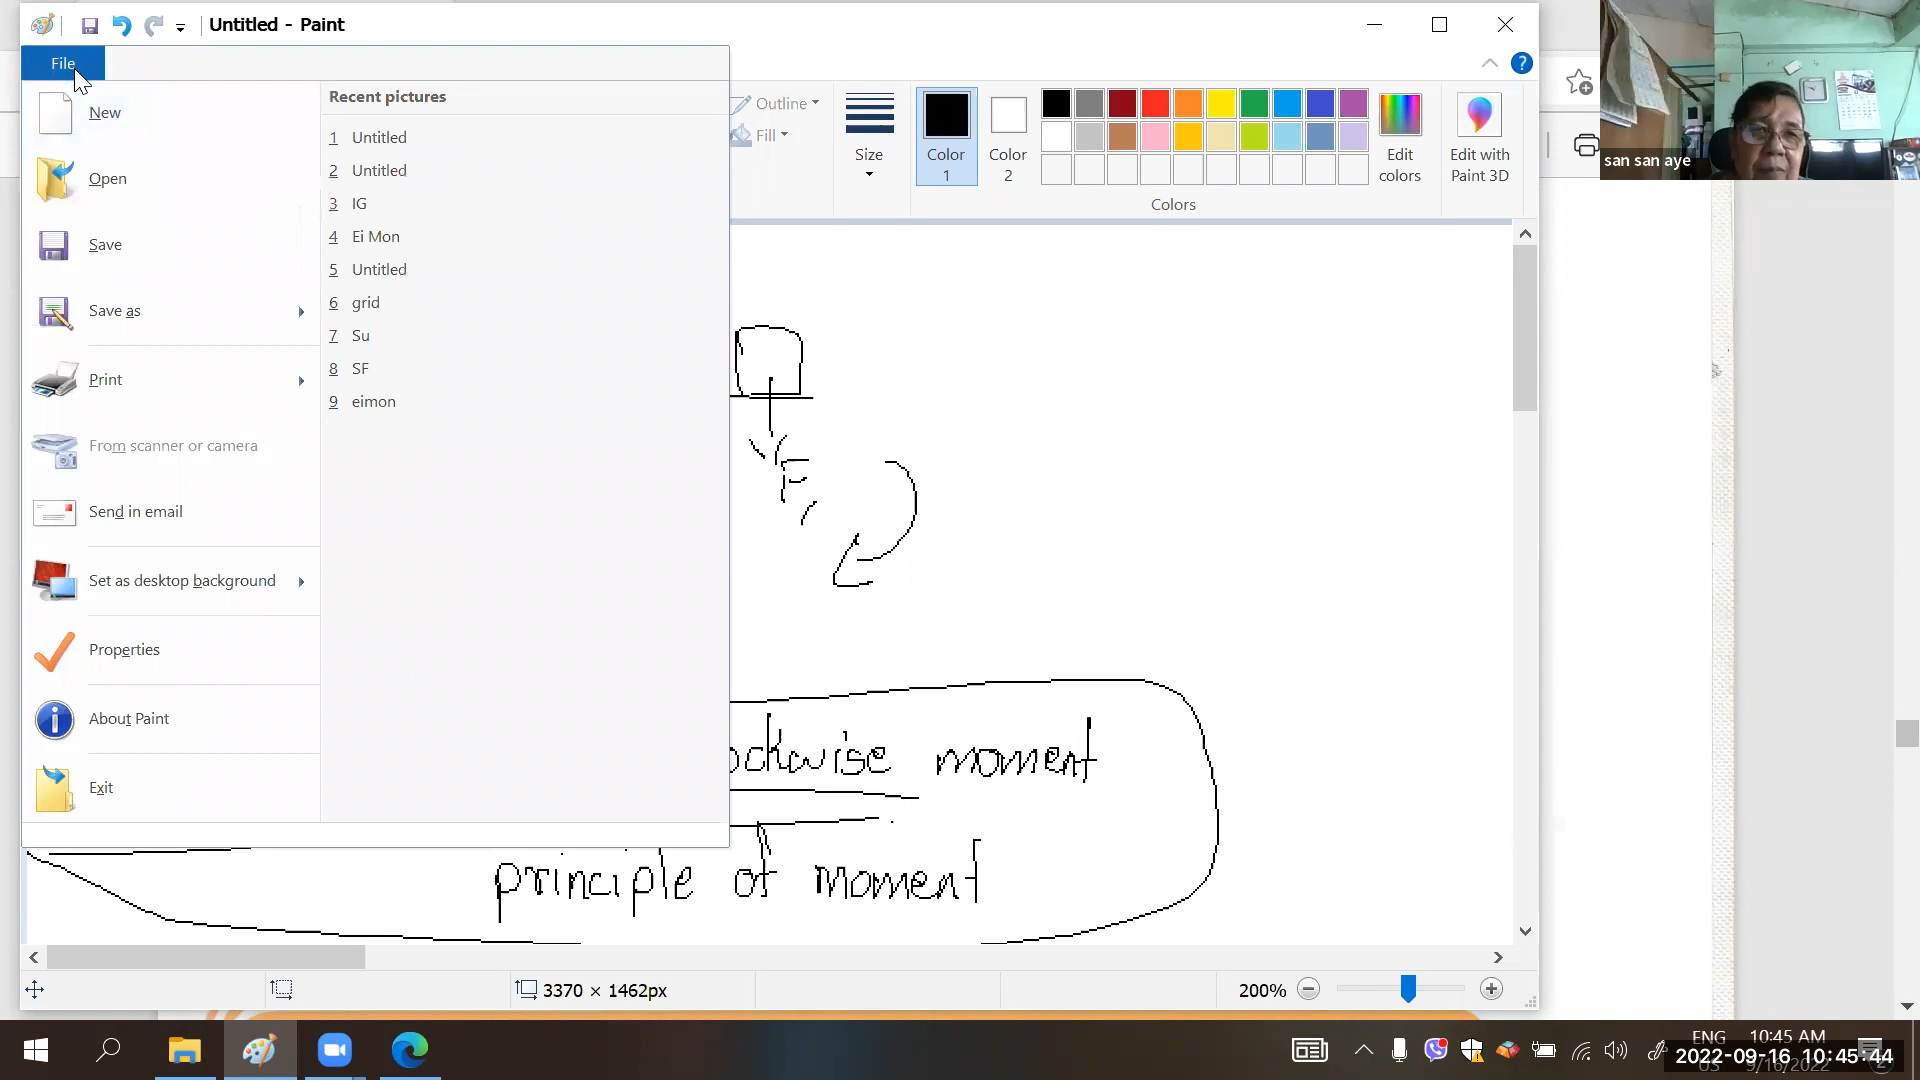 Untitled - Paint
File
New
Open
Save
Save as
Print
From scanner or camera
Send in email
Set as desktop background
Properties
About Paint
Exit
Recent pictures
1 Untitled
2 Untitled
3 IG
4 Ei Mon
5 Untitled
6 grid
7 Su
8 SF
9 eimon
Outline
Fill
Size
Color
1
Color
2
Edit
colors
Edit with
Paint 3D
Colors
san san aye
F
ockwise moment
principle of moment
3370 × 1462px
200%
ENG
10:45 AM
2022-09-16 10:45:44
9/16/2022